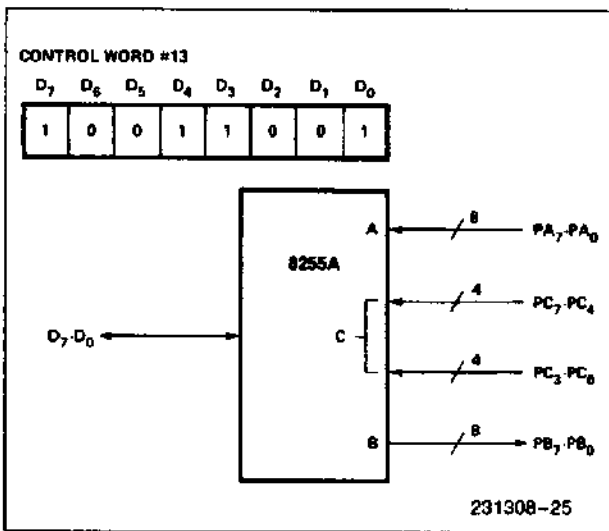 CONTROL WORD #13
D7 D6 D5 D4 D3 D2 D1 D0
1 0 0 1 1 0 0 1
A 8 PA7-PA0
8255A
4 PC7-PC4
D7-D0 C
4 PC3-PC0
B 8 PB7-PB0
231308-25